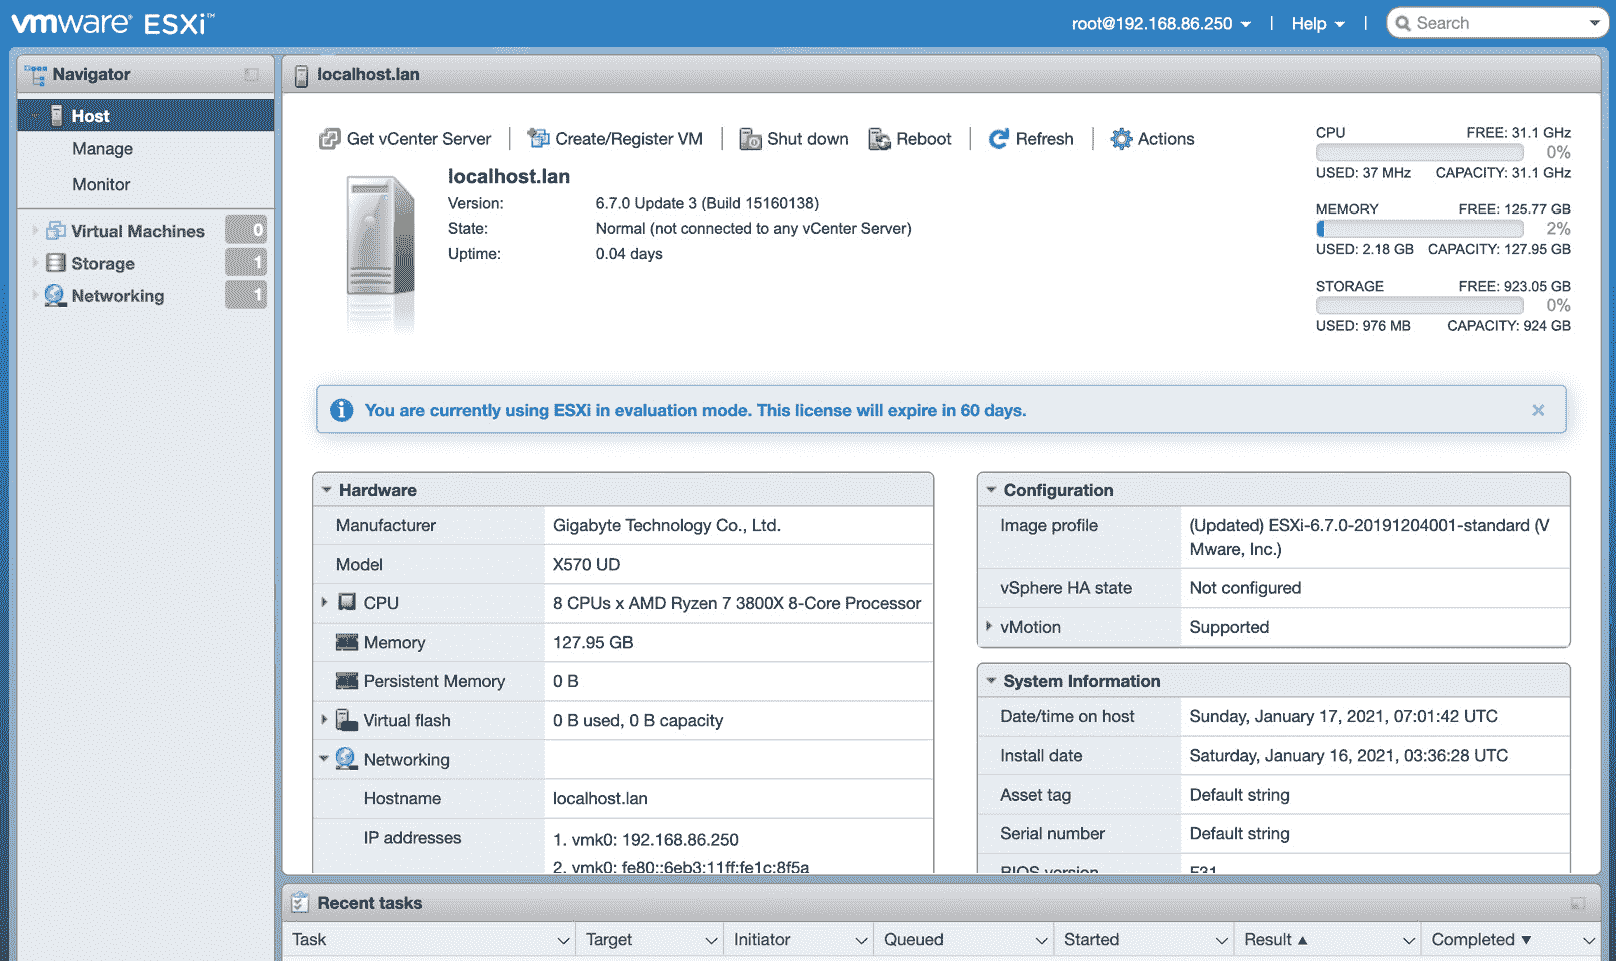 vmware® ESXi™
root@192.168.86.250 | Help | Search
Navigator
Host
Manage
Monitor
Virtual Machines 0
Storage 1
Networking 1
localhost.lan
Get vCenter Server | Create/Register VM | Shut down Reboot | Refresh | Actions
localhost.lan
Version: 6.7.0 Update 3 (Build 15160138)
State: Normal (not connected to any vCenter Server)
Uptime: 0.04 days
CPU FREE: 31.1 GHz
0%
USED: 37 MHz CAPACITY: 31.1 GHz
MEMORY FREE: 125.77 GB
2%
USED: 2.18 GB CAPACITY: 127.95 GB
STORAGE FREE: 923.05 GB
0%
USED: 976 MB CAPACITY: 924 GB
You are currently using ESXi in evaluation mode. This license will expire in 60 days.
Hardware
Manufacturer Gigabyte Technology Co., Ltd.
Model X570 UD
CPU 8 CPUs x AMD Ryzen 7 3800X 8-Core Processor
Memory 127.95 GB
Persistent Memory 0 B
Virtual flash 0 B used, 0 B capacity
Networking
Hostname localhost.lan
IP addresses 1. vmk0: 192.168.86.250
2. vmk0: fe80::6eb3:11ff:fe1c:8f5a
Configuration
Image profile (Updated) ESXi-6.7.0-20191204001-standard (V
Mware, Inc.)
vSphere HA state Not configured
vMotion Supported
System Information
Date/time on host Sunday, January 17, 2021, 07:01:42 UTC
Install date Saturday, January 16, 2021, 03:36:28 UTC
Asset tag Default string
Serial number Default string
BIOS version F31
Recent tasks
Task Target Initiator Queued Started Result ▲ Completed ▼